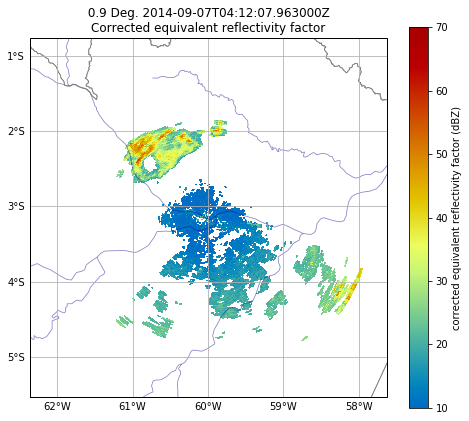 0.9 Deg. 2014-09-07T04:12:07.963000Z
Corrected equivalent reflectivity factor
1°S
2°S
3°S
4°S
5°S
62°W
61°W
60°W
59°W
58°W
70
60
50
40
30
20
10
corrected equivalent reflectivity factor (dBZ)